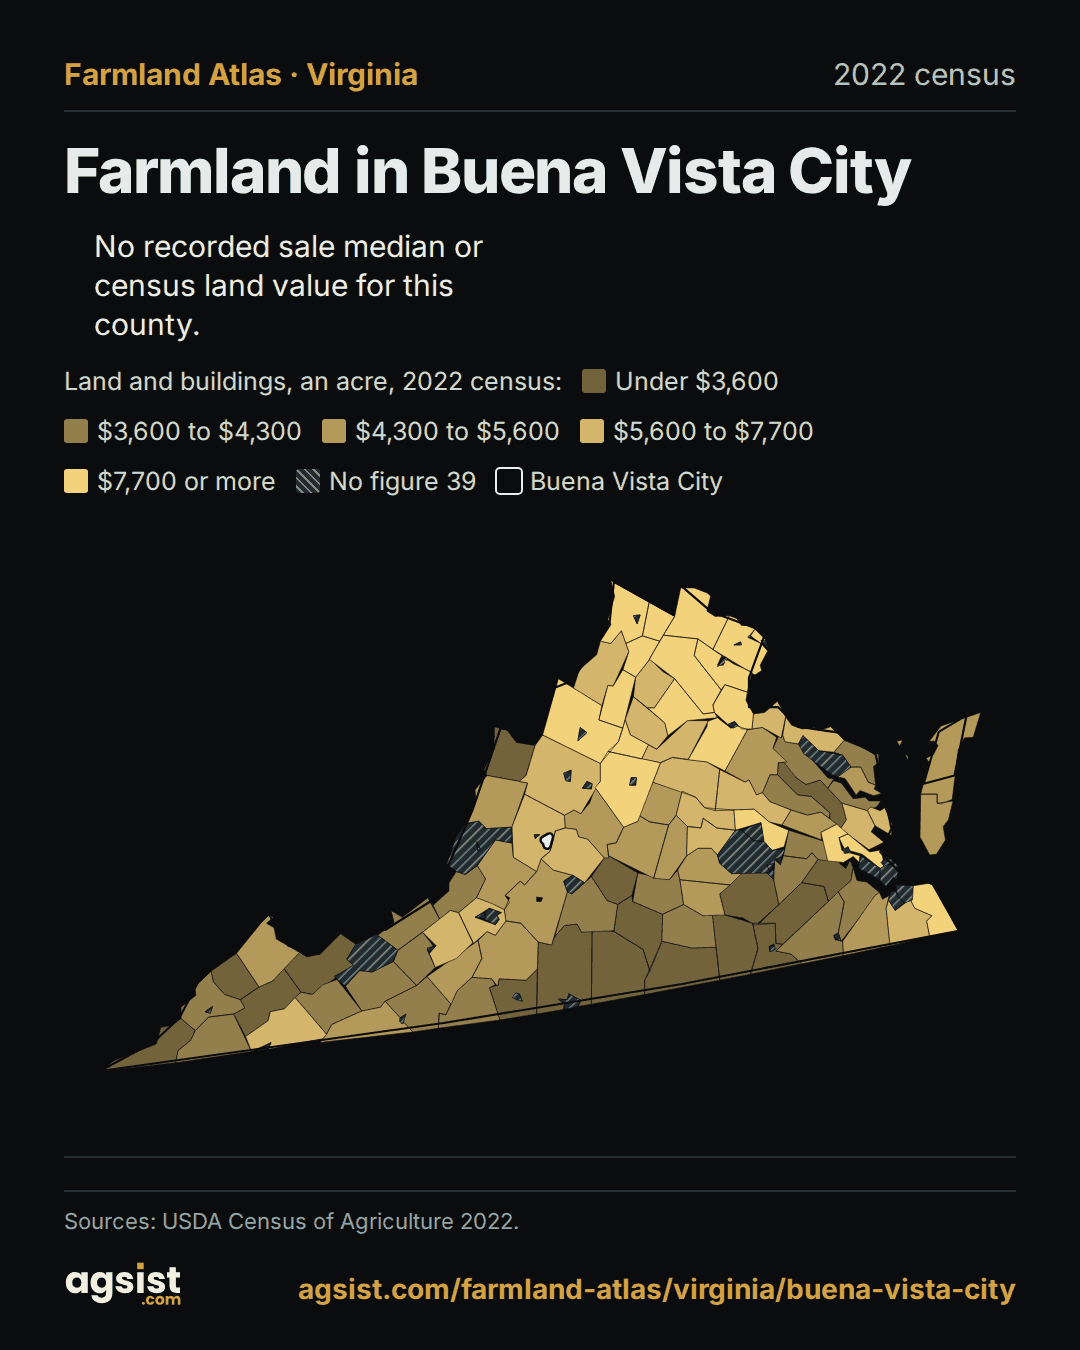 Farmland Atlas · Virginia
2022 census
Farmland in Buena Vista City
No recorded sale median or
census land value for this
county.
Land and buildings, an acre, 2022 census: Under $3,600
$3,600 to $4,300 $4,300 to $5,600 $5,600 to $7,700
$7,700 or more No figure 39 Buena Vista City
Sources: USDA Census of Agriculture 2022.
agsist
.com
agsist.com/farmland-atlas/virginia/buena-vista-city